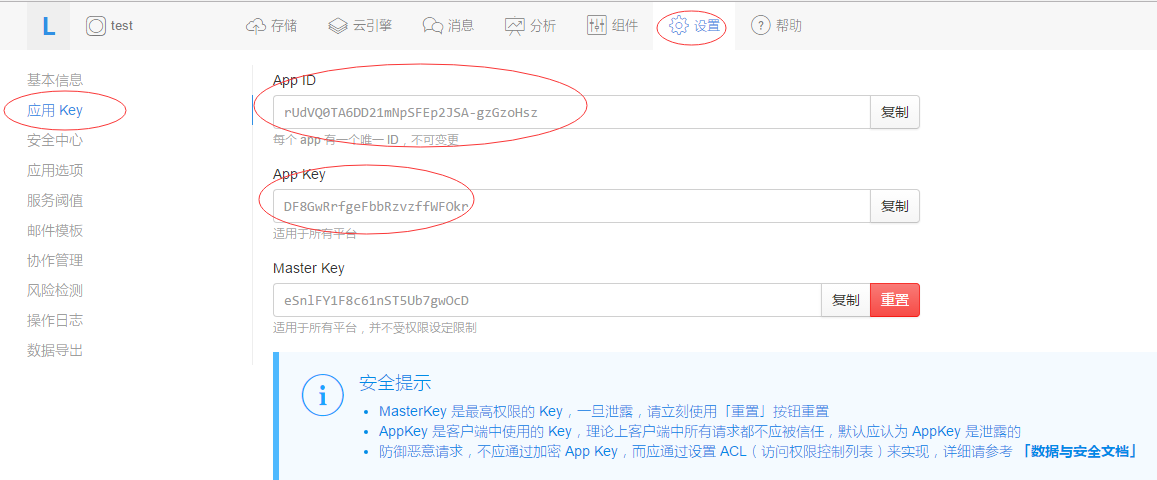 L test 存储 云引擎 消息 分析 组件 设置 ? 帮助
基本信息
应用 Key
安全中心
应用选项
服务阈值
邮件模板
协作管理
风险检测
操作日志
数据导出
App ID
rUdVQ0TA6DD21mNpSFEp2JSA-gzGzoHsz 复制
每个 app 有一个唯一 ID，不可变更
App Key
DF8GwRrfgeFbbRzvzffWFOkr 复制
适用于所有平台
Master Key
eSnlFY1F8c61nST5Ub7gwOcD 复制 重置
适用于所有平台，并不受权限设定限制
i 安全提示
• MasterKey 是最高权限的 Key，一旦泄露，请立刻使用「重置」按钮重置
• AppKey 是客户端中使用的 Key，理论上客户端中所有请求都不应被信任，默认应认为 AppKey 是泄露的
• 防御恶意请求，不应通过加密 App Key，而应通过设置 ACL（访问权限控制列表）来实现，详细请参考 「数据与安全文档」